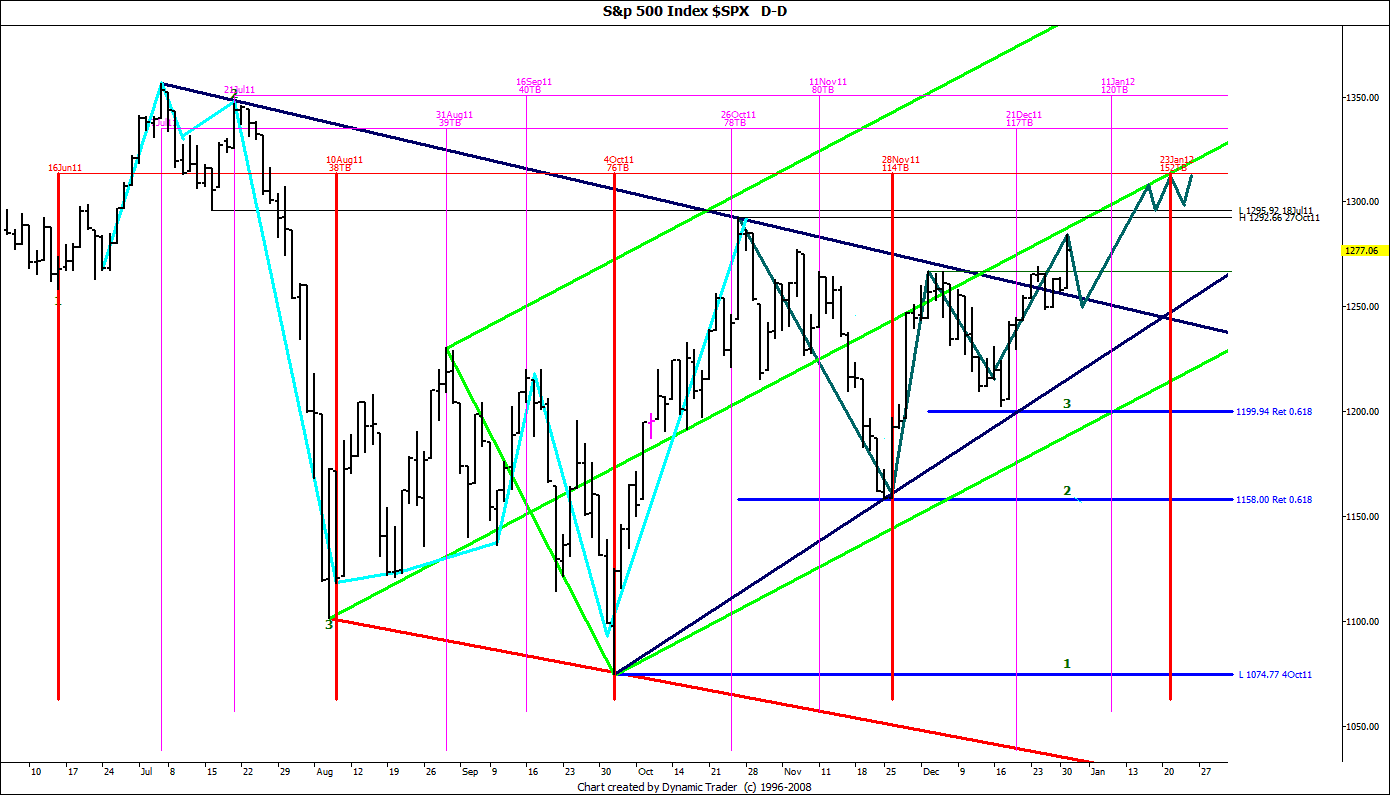 S&p 500 Index $SPX D-D
1350.00
1300.00
1277.06
1250.00
1200.00
1150.00
1100.00
1050.00
16Sep11
40TB
11Nov11
80TB
11Jan12
120TB
21Jul11
2
31Aug11
39TB
26Oct11
78TB
21Dec11
117TB
16Jun11
10Aug11
38TB
4Oct11
76TB
28Nov11
114TB
23Jan12
152TB
L 1295.92 18Jul11
H 1292.66 27Oct11
1
3
1199.94 Ret 0.618
2
1158.00 Ret 0.618
3
1
L 1074.77 4Oct11
10 17 24 Jul 8 15 22 29 Aug 12 19 26 Sep 9 16 23 30 Oct 14 21 28 Nov 11 18 25 Dec 9 16 23 30 Jan 13 20 27
Chart created by Dynamic Trader (c) 1996-2008